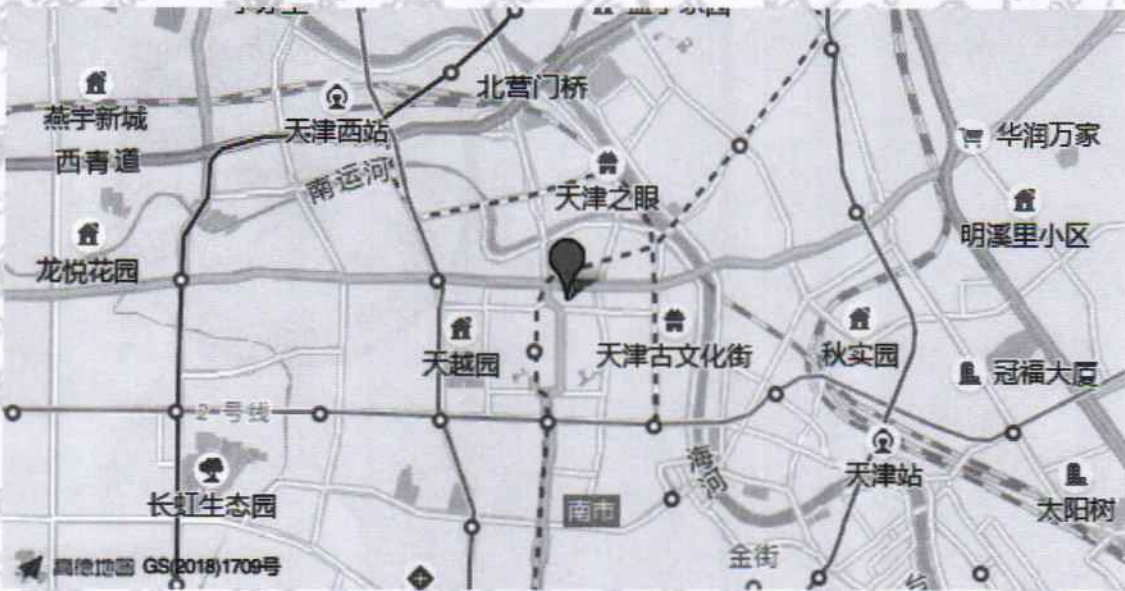 北营门桥
燕宇新城
天津西站
华润万家
西青道
南运河
天津之眼
明溪里小区
龙悦花园
天越园
天津古文化街
秋实园
冠福大厦
2号线
海河
天津站
长虹生态园
南市
太阳树
金街
高德地图 GS(2018)1709号